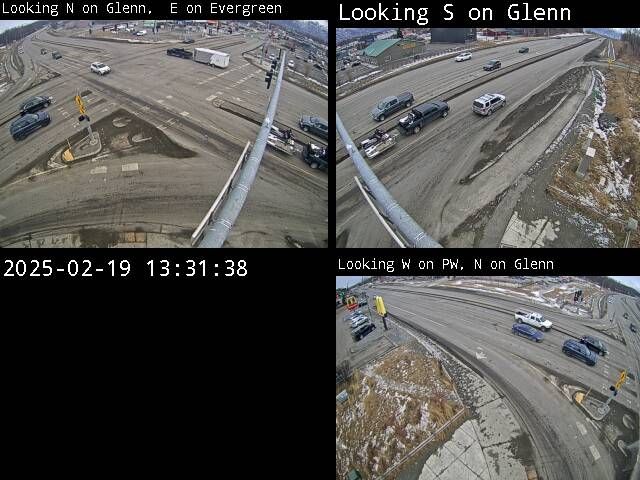 Looking N on Glenn,  E on Evergreen
Looking S on Glenn
2025-02-19 13:31:38
Looking W on PW, N on Glenn